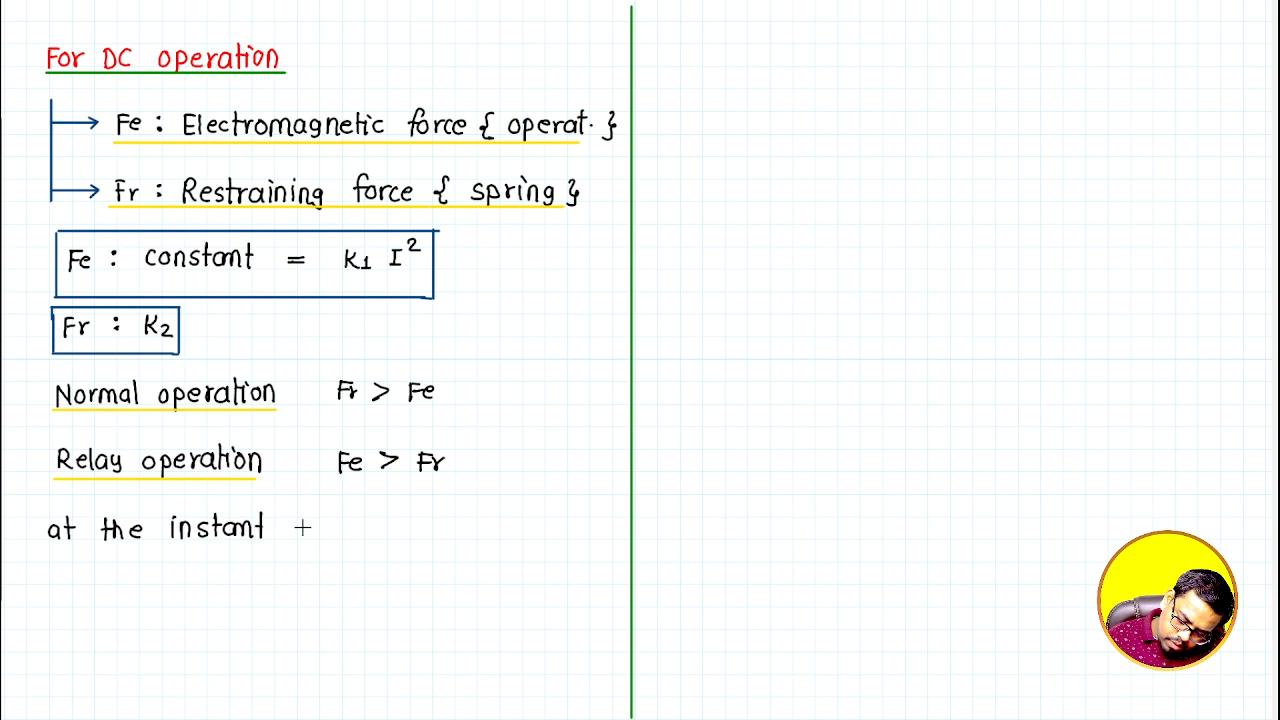 For DC operation
Fe : Electromagnetic force { operat. }
Fr : Restraining force { spring }
Fe : constant = K1 I²
Fr : K2
Normal operation Fr > Fe
Relay operation Fe > Fr
at the instant +